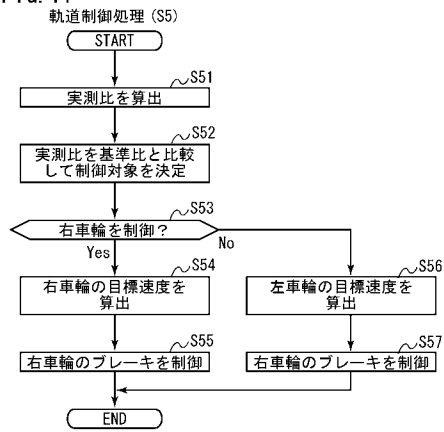 軌道制御処理 (S5)
START
S51
実測比を算出
S52
実測比を基準比と比較
して制御対象を決定
S53
右車輪を制御？
Yes
No
S54
右車輪の目標速度を
算出
S56
左車輪の目標速度を
算出
S55
右車輪のブレーキを制御
S57
右車輪のブレーキを制御
END